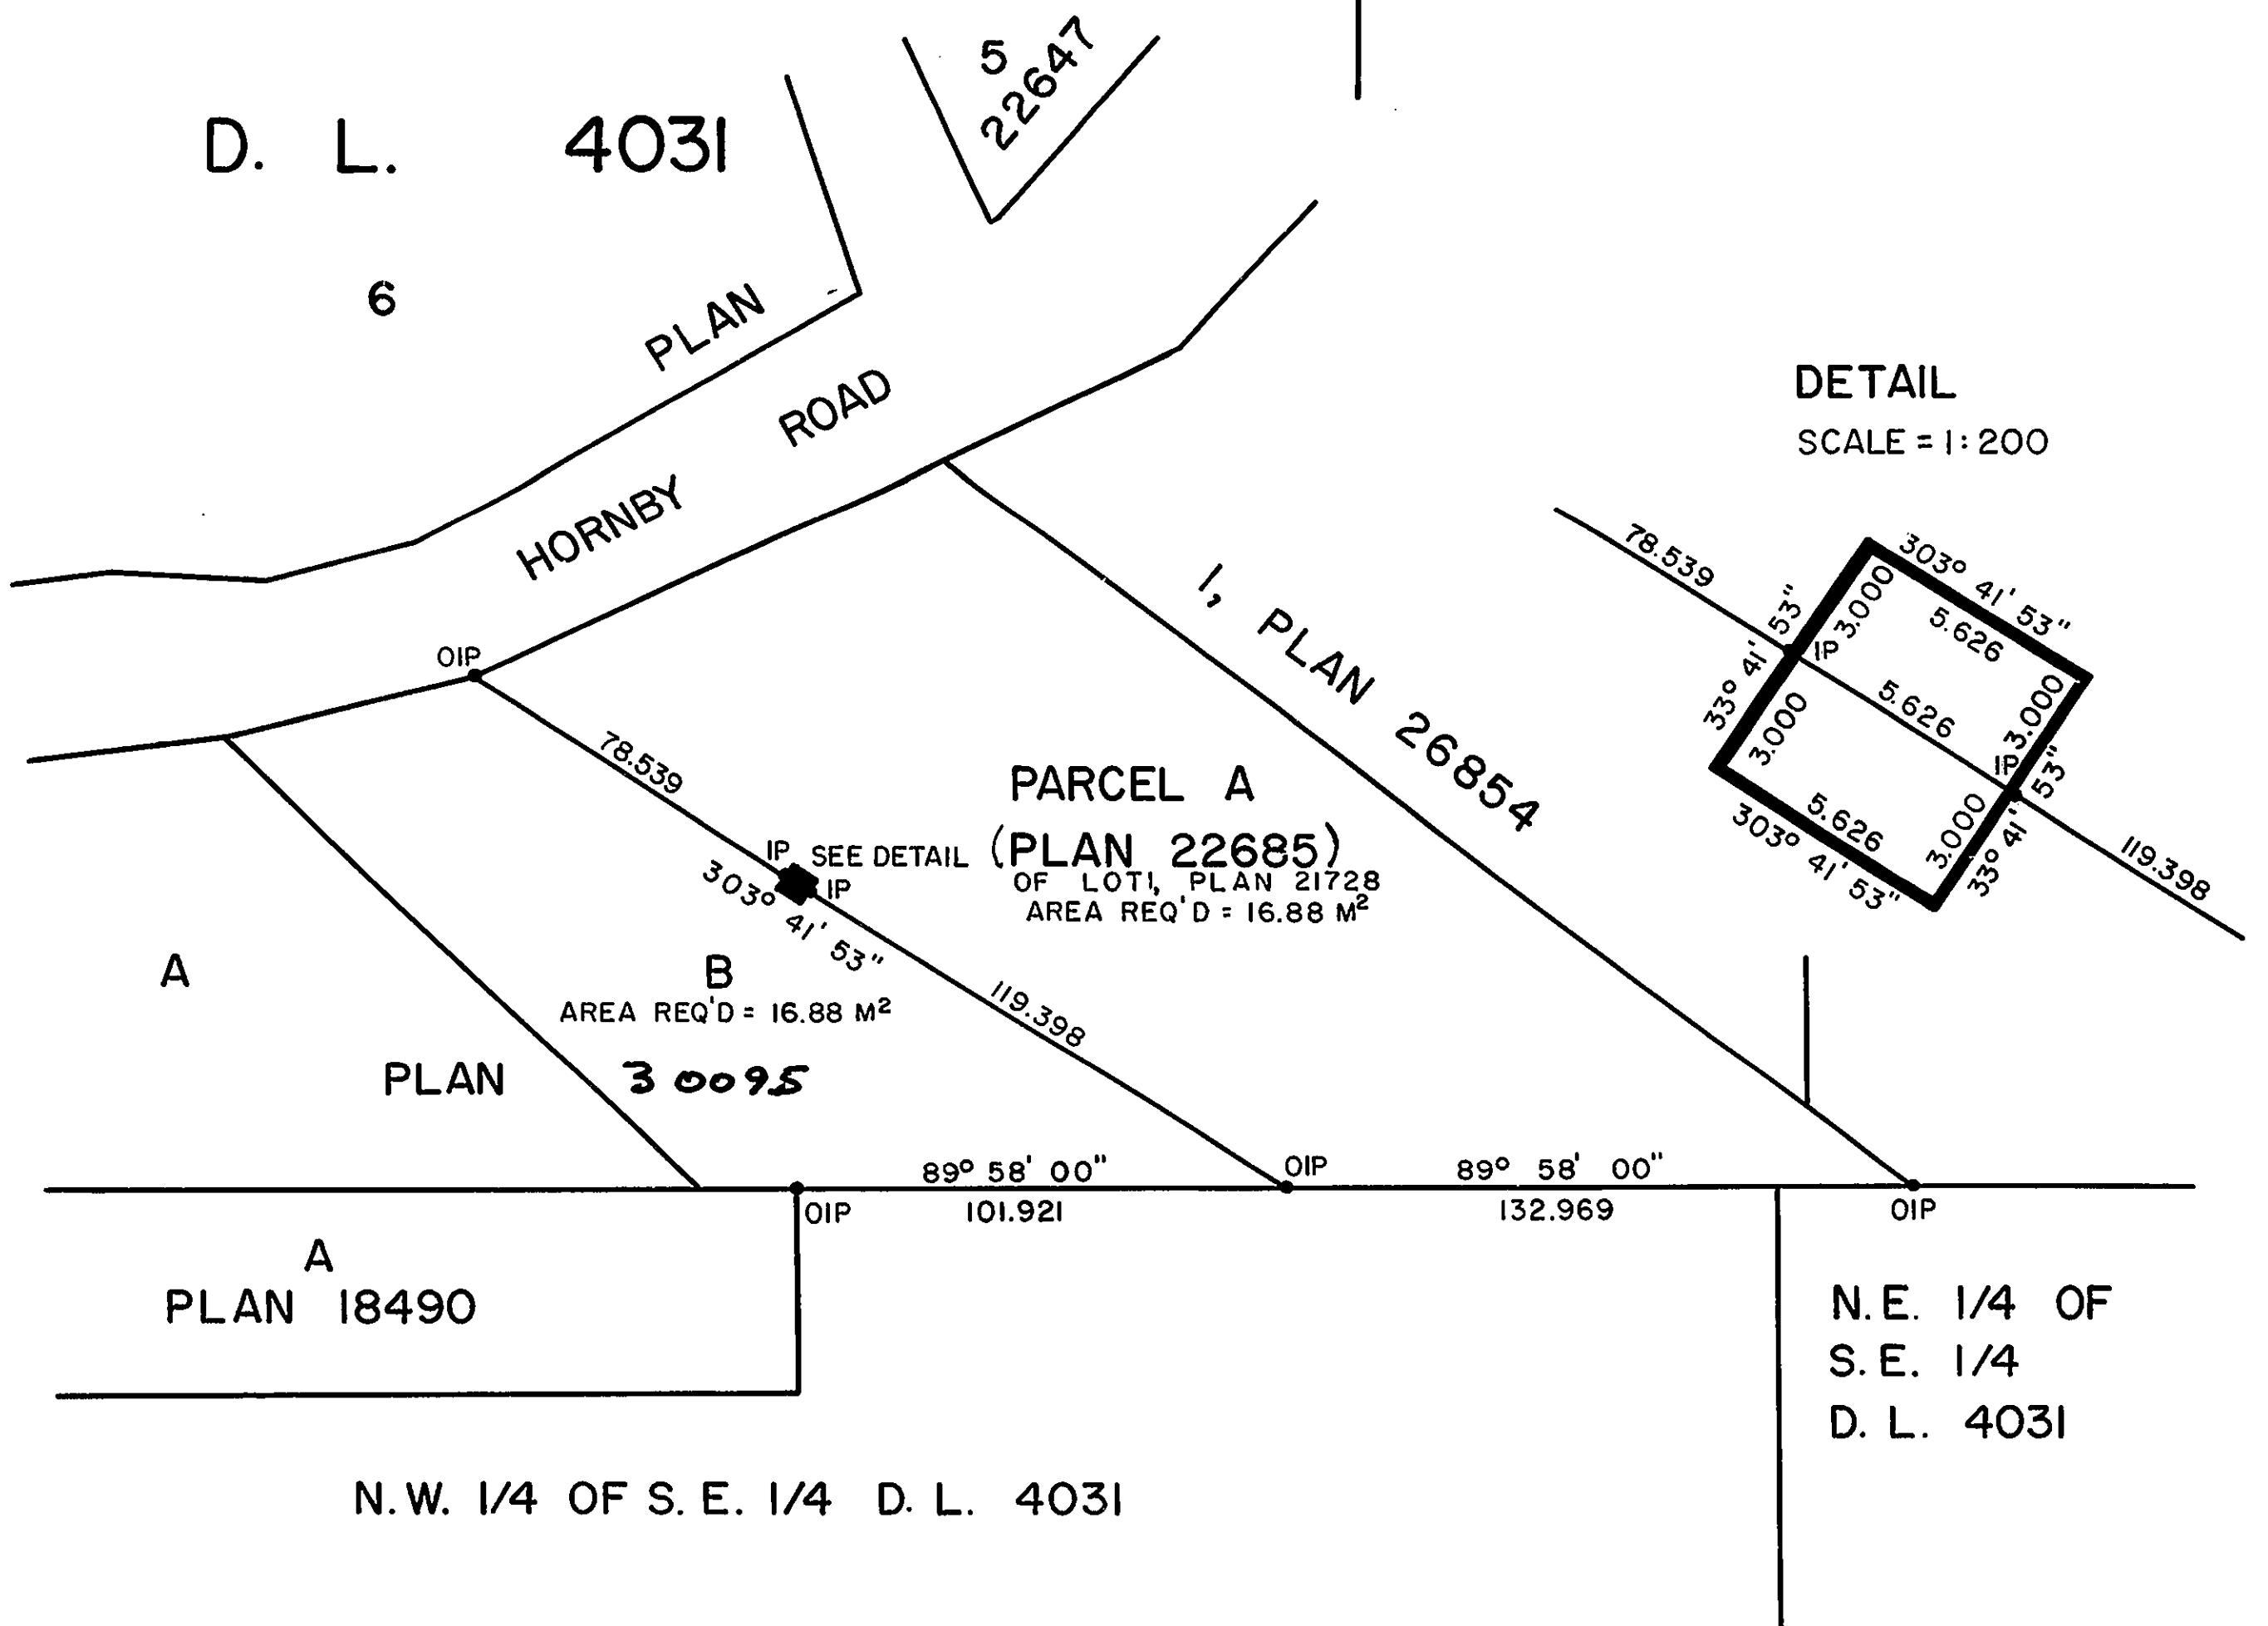 5
22647
D. L. 4031
6
PLAN
HORNBY ROAD
DETAIL
SCALE = 1:200
78.539
303° 41' 53"
5.626
3.000
33° 41' 53"
IP
3.000
5.626
3.000
IP
5.626
303° 41' 53"
3.000
33° 41' 53"
119.398
1, PLAN 26854
OIP
78.539
PARCEL A
(PLAN 22685)
OF LOT 1, PLAN 21728
AREA REQ'D = 16.88 M²
IP SEE DETAIL
IP
303° 41' 53"
119.398
A
B
AREA REQ'D = 16.88 M²
PLAN 30095
89° 58' 00"
OIP
89° 58' 00"
OIP
101.921
132.969
OIP
A
PLAN 18490
N.E. 1/4 OF
S.E. 1/4
D. L. 4031
N.W. 1/4 OF S.E. 1/4 D. L. 4031